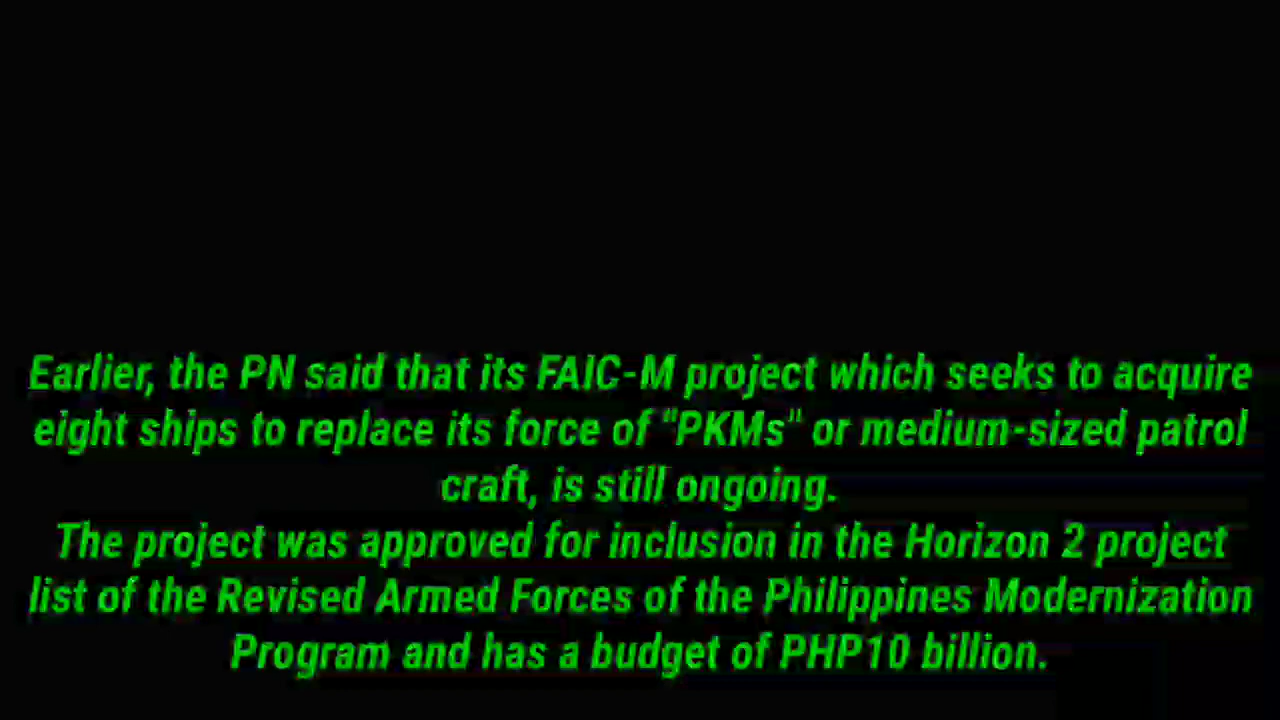 Earlier, the PN said that its FAIC-M project which seeks to acquire
eight ships to replace its force of "PKMs" or medium-sized patrol
craft, is still ongoing.
The project was approved for inclusion in the Horizon 2 project
list of the Revised Armed Forces of the Philippines Modernization
Program and has a budget of PHP10 billion.